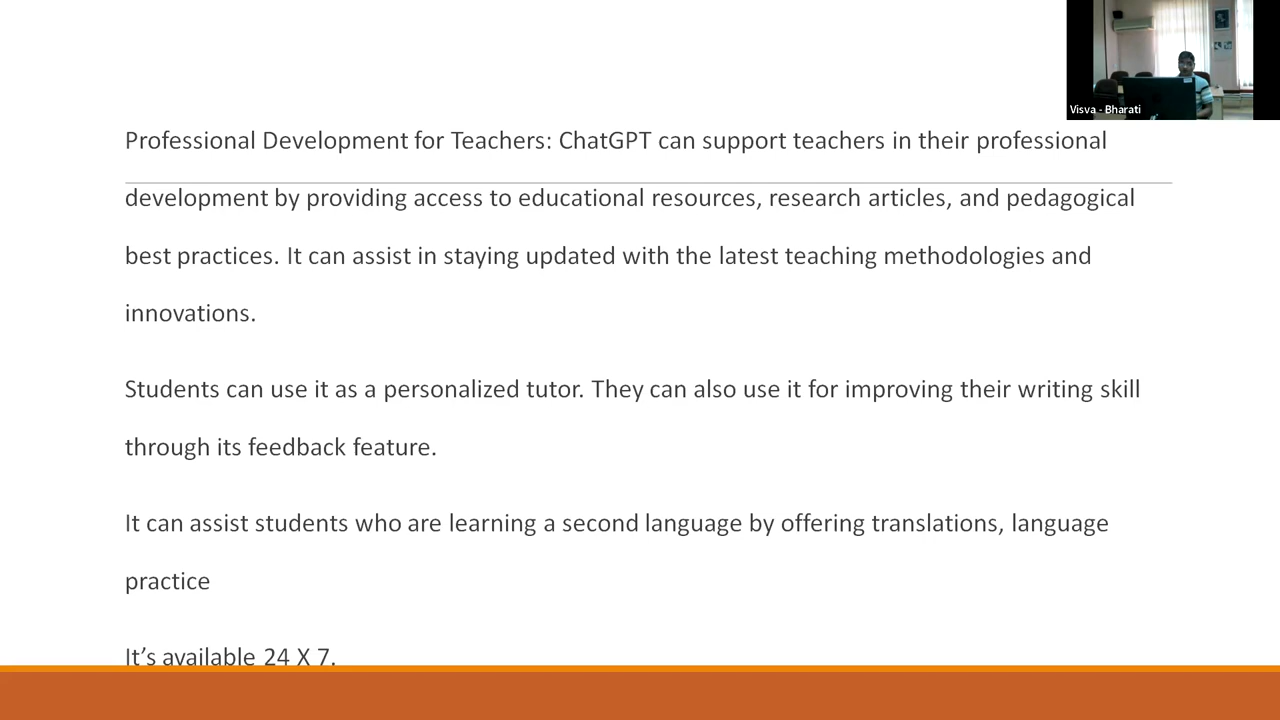 Visva - Bharati
Professional Development for Teachers: ChatGPT can support teachers in their professional
development by providing access to educational resources, research articles, and pedagogical
best practices. It can assist in staying updated with the latest teaching methodologies and
innovations.
Students can use it as a personalized tutor. They can also use it for improving their writing skill
through its feedback feature.
It can assist students who are learning a second language by offering translations, language
practice
It’s available 24 X 7.